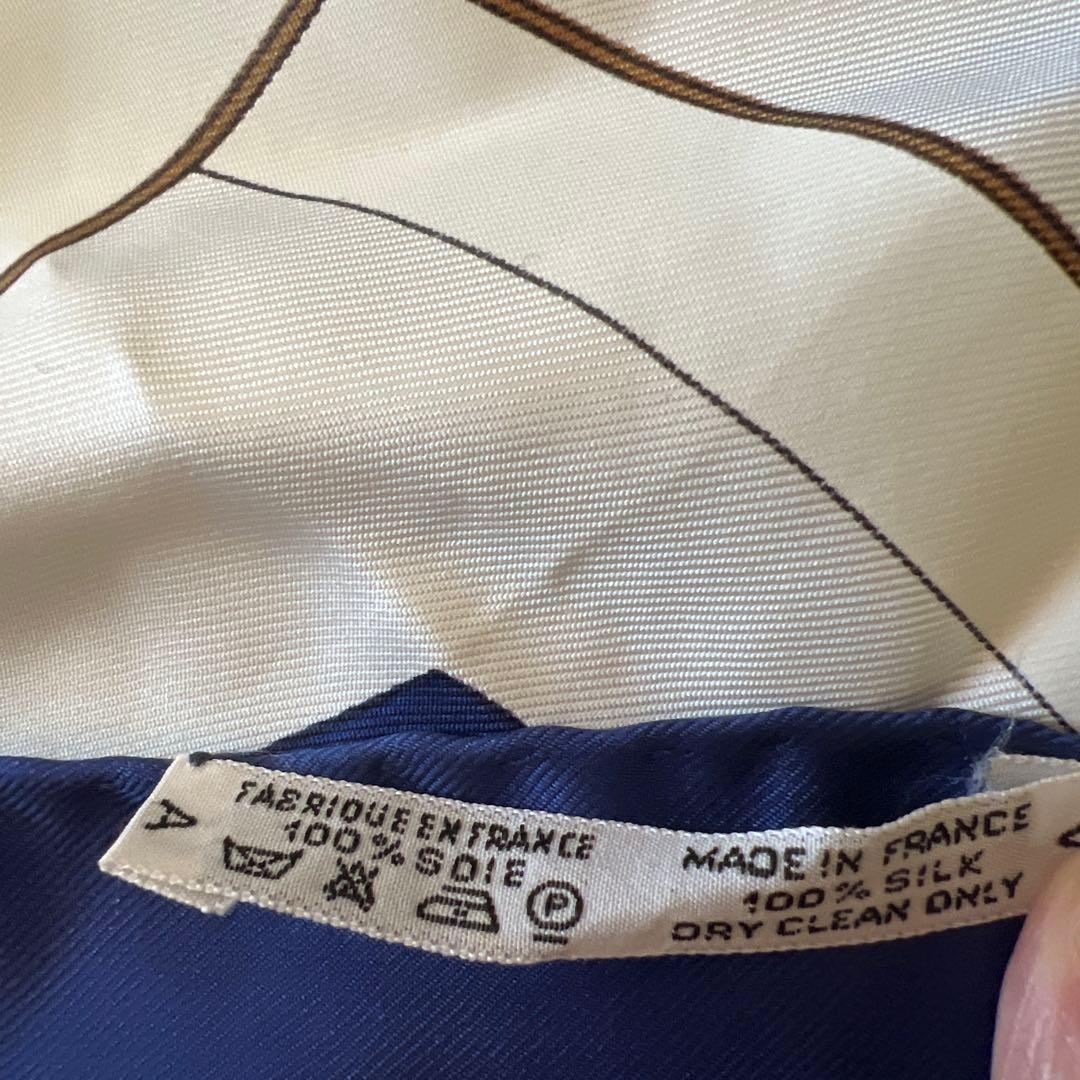 A
FABRIQUE EN FRANCE
100% SOIE
P
MADE IN FRANCE
100% SILK
DRY CLEAN ONLY